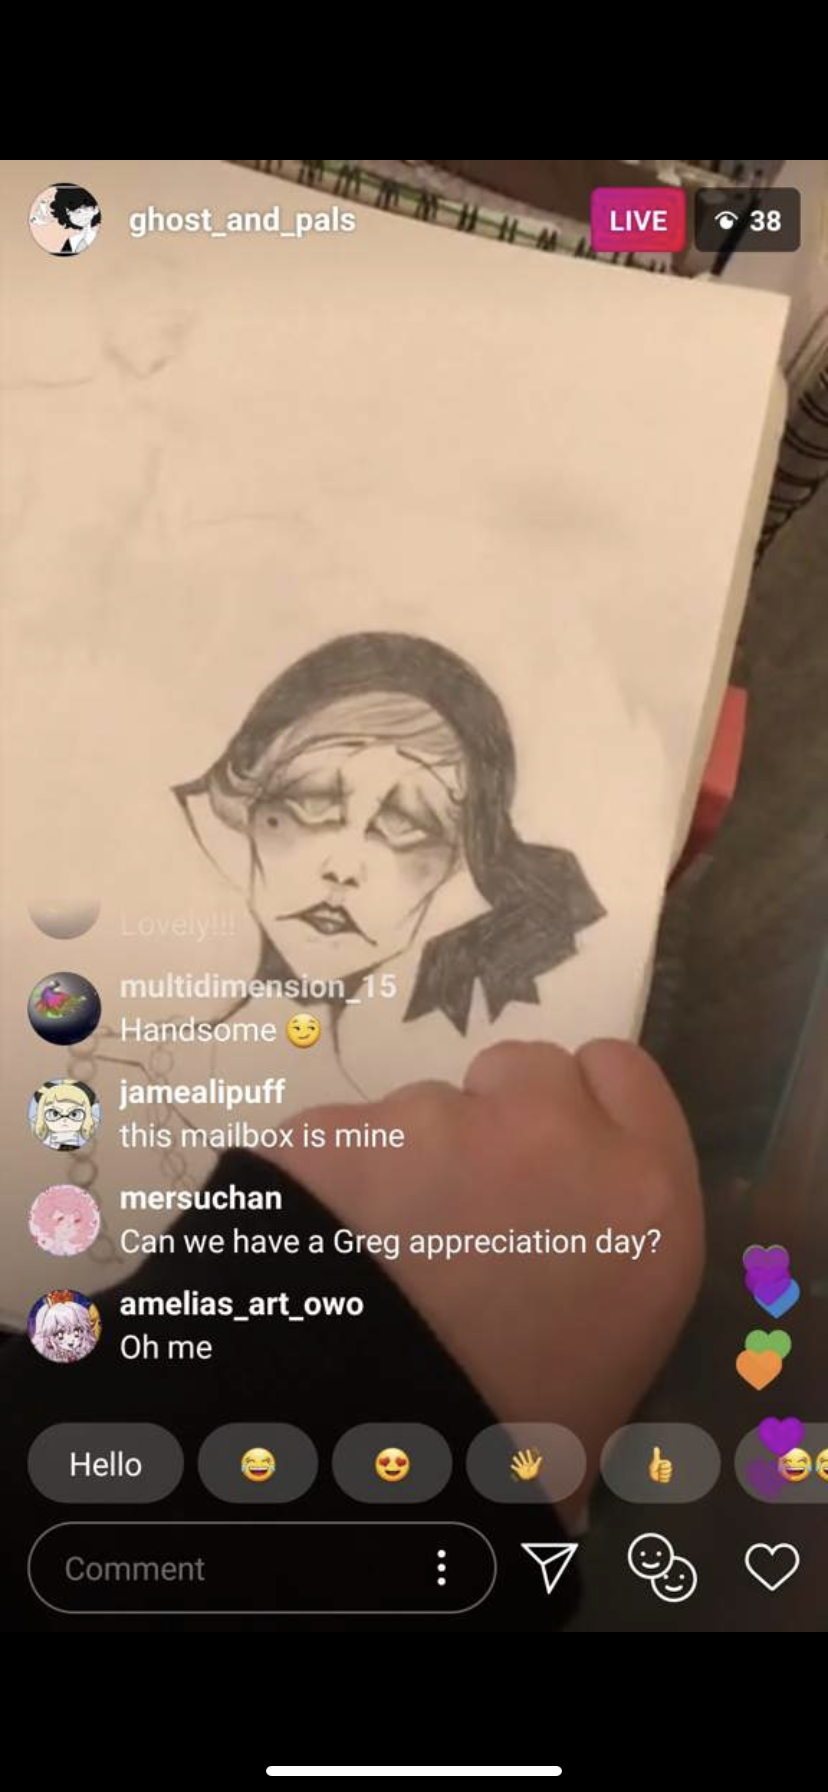 ghost_and_pals
LIVE
38
Lovely!!!
multidimension_15
Handsome 😏
jamealipuff
this mailbox is mine
mersuchan
Can we have a Greg appreciation day?
amelias_art_owo
Oh me
Hello
Comment